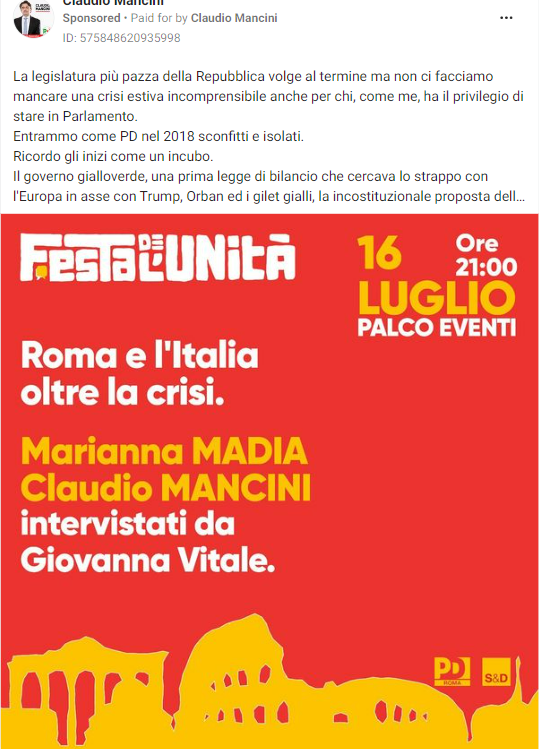 Claudio Mancini
Sponsored • Paid for by Claudio Mancini
ID: 575848620935998
La legislatura più pazza della Repubblica volge al termine ma non ci facciamo
mancare una crisi estiva incomprensibile anche per chi, come me, ha il privilegio di
stare in Parlamento.
Entrammo come PD nel 2018 sconfitti e isolati.
Ricordo gli inizi come un incubo.
Il governo gialloverde, una prima legge di bilancio che cercava lo strappo con
l'Europa in asse con Trump, Orban ed i gilet gialli, la incostituzionale proposta dell...
FESTA DE L'UNITÀ
16
LUGLIO
Ore
21:00
PALCO EVENTI
Roma e l'Italia
oltre la crisi.
Marianna MADIA
Claudio MANCINI
intervistati da
Giovanna Vitale.
PD
ROMA
S&D